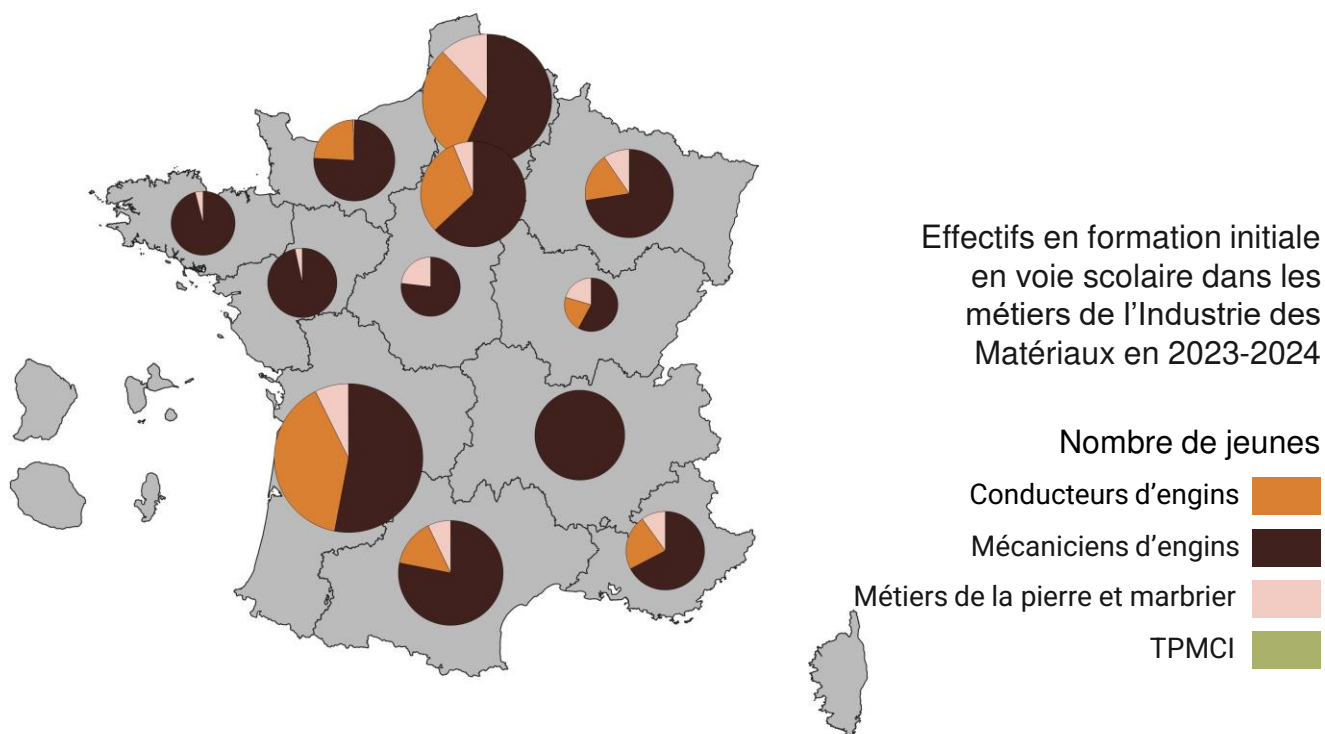 Effectifs en formation initiale
en voie scolaire dans les
métiers de l'Industrie des
Matériaux en 2023-2024
Nombre de jeunes
Conducteurs d'engins
Mécaniciens d'engins
Métiers de la pierre et marbrier
TPMCI